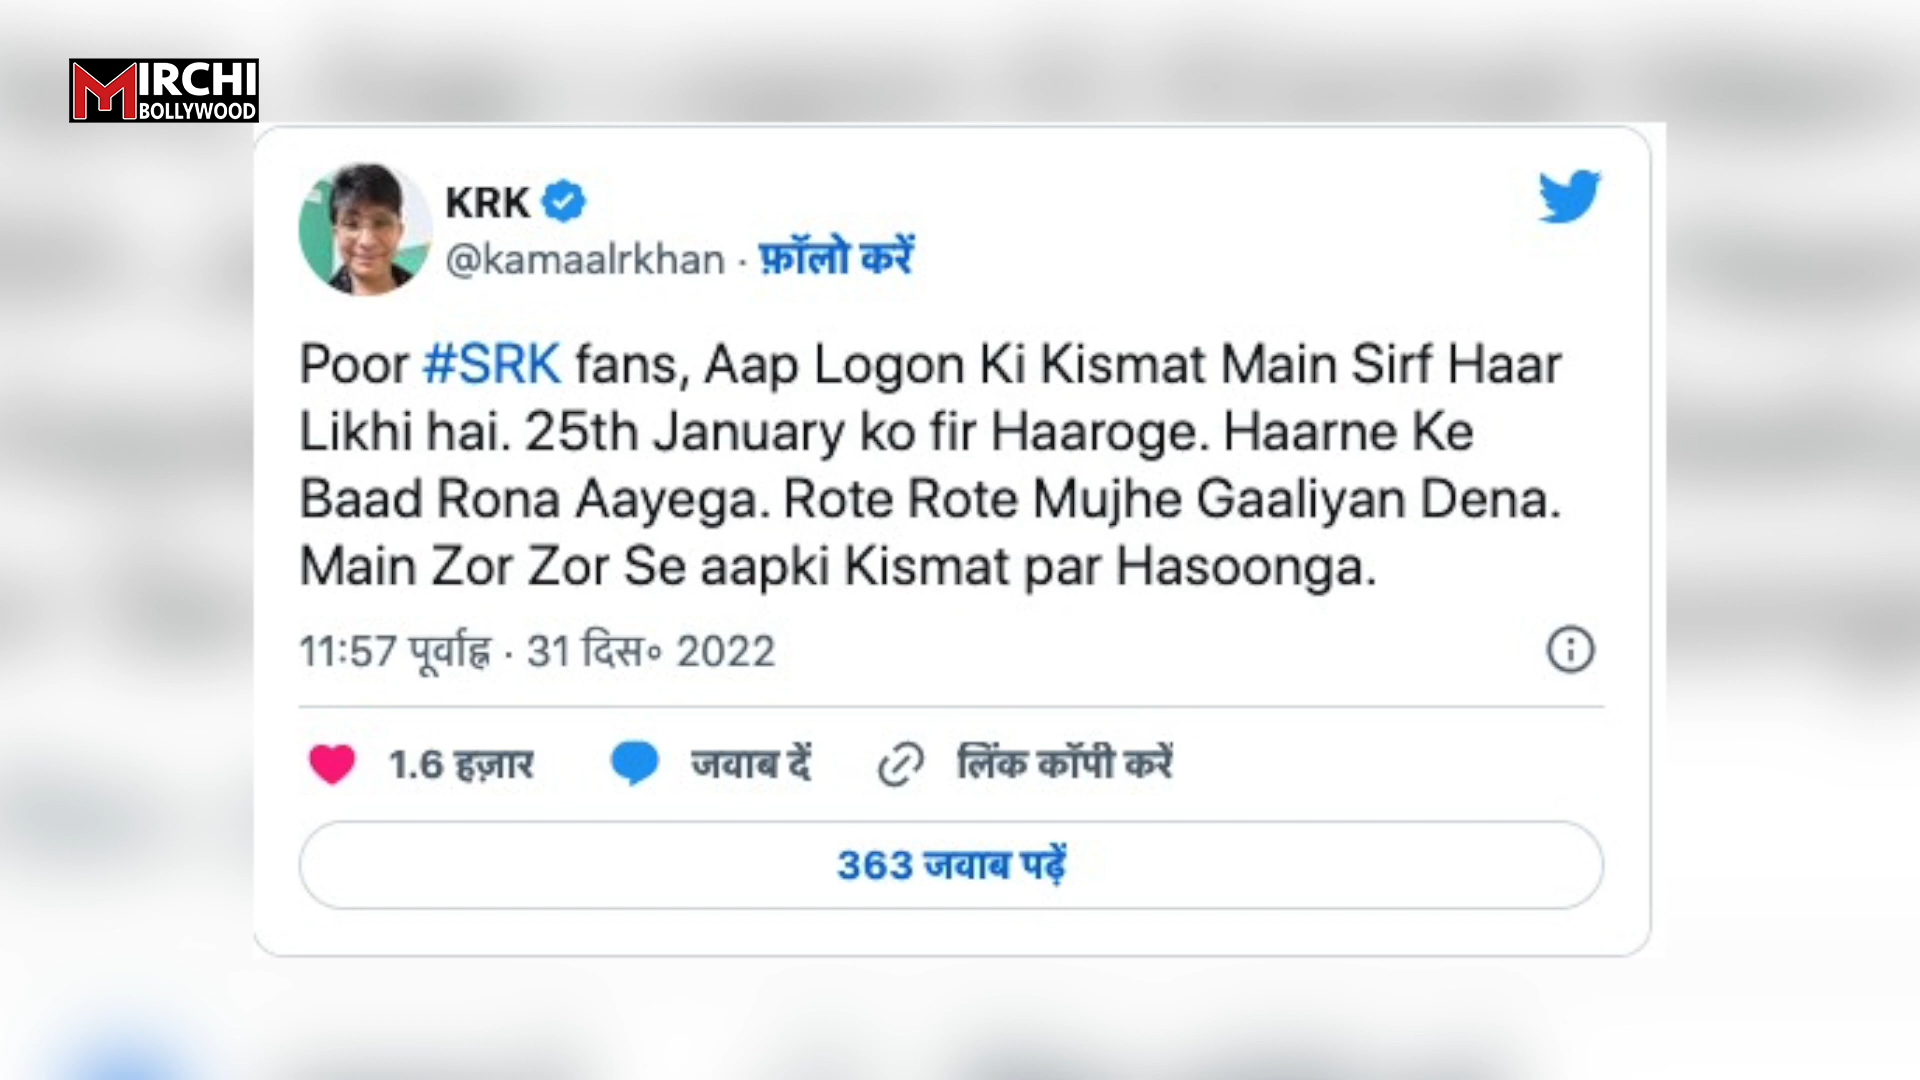 MIRCHI
BOLLYWOOD
KRK
@kamaalrkhan · फ़ॉलो करें
Poor #SRK fans, Aap Logon Ki Kismat Main Sirf Haar
Likhi hai. 25th January ko fir Haaroge. Haarne Ke
Baad Rona Aayega. Rote Rote Mujhe Gaaliyan Dena.
Main Zor Zor Se aapki Kismat par Hasoonga.
11:57 पूर्वाह्न · 31 दिस॰ 2022
1.6 हज़ार जवाब दें लिंक कॉपी करें
363 जवाब पढ़ें